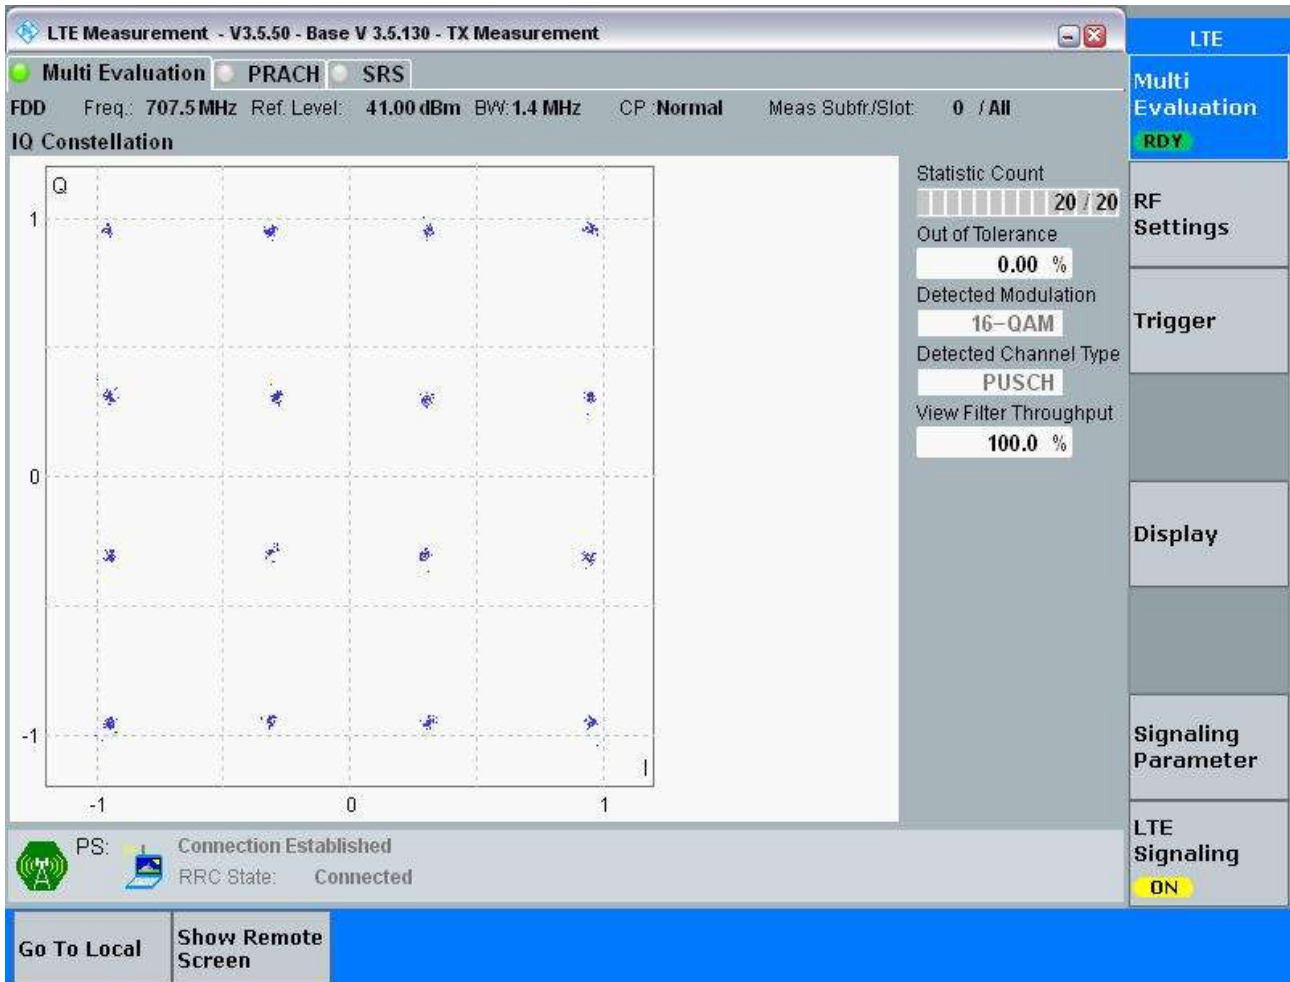 LTE Measurement - V3.5.50 - Base V 3.5.130 - TX Measurement
Multi Evaluation PRACH SRS
FDD Freq.: 707.5 MHz Ref. Level: 41.00 dBm BW: 1.4 MHz CP :Normal Meas Subfr./Slot: 0 / All
IQ Constellation
Q
1
0
-1
I
-1 0 1
Statistic Count
20 / 20
Out of Tolerance
0.00 %
Detected Modulation
16-QAM
Detected Channel Type
PUSCH
View Filter Throughput
100.0 %
PS: Connection Established
RRC State: Connected
LTE
Multi
Evaluation
RDY
RF
Settings
Trigger
Display
Signaling
Parameter
LTE
Signaling
ON
Go To Local
Show Remote
Screen